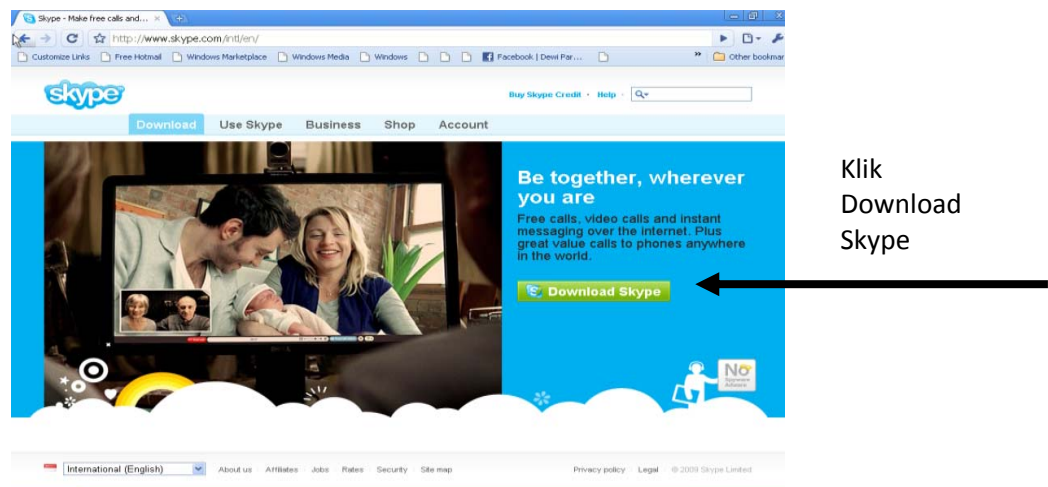 Skype - Make free calls and...
http://www.skype.com/intl/en/
Customize Links Free Hotmail Windows Marketplace Windows Media Windows Facebook | Dewi Par... Other bookmar
skype
Buy Skype Credit Help
Download Use Skype Business Shop Account
Be together, wherever
you are
Free calls, video calls and instant
messaging over the internet. Plus
great value calls to phones anywhere
in the world.
Download Skype
Klik
Download
Skype
No
Spyware
Adware
International (English) About us Affiliates Jobs Rates Security Site map Privacy policy Legal © 2009 Skype Limited